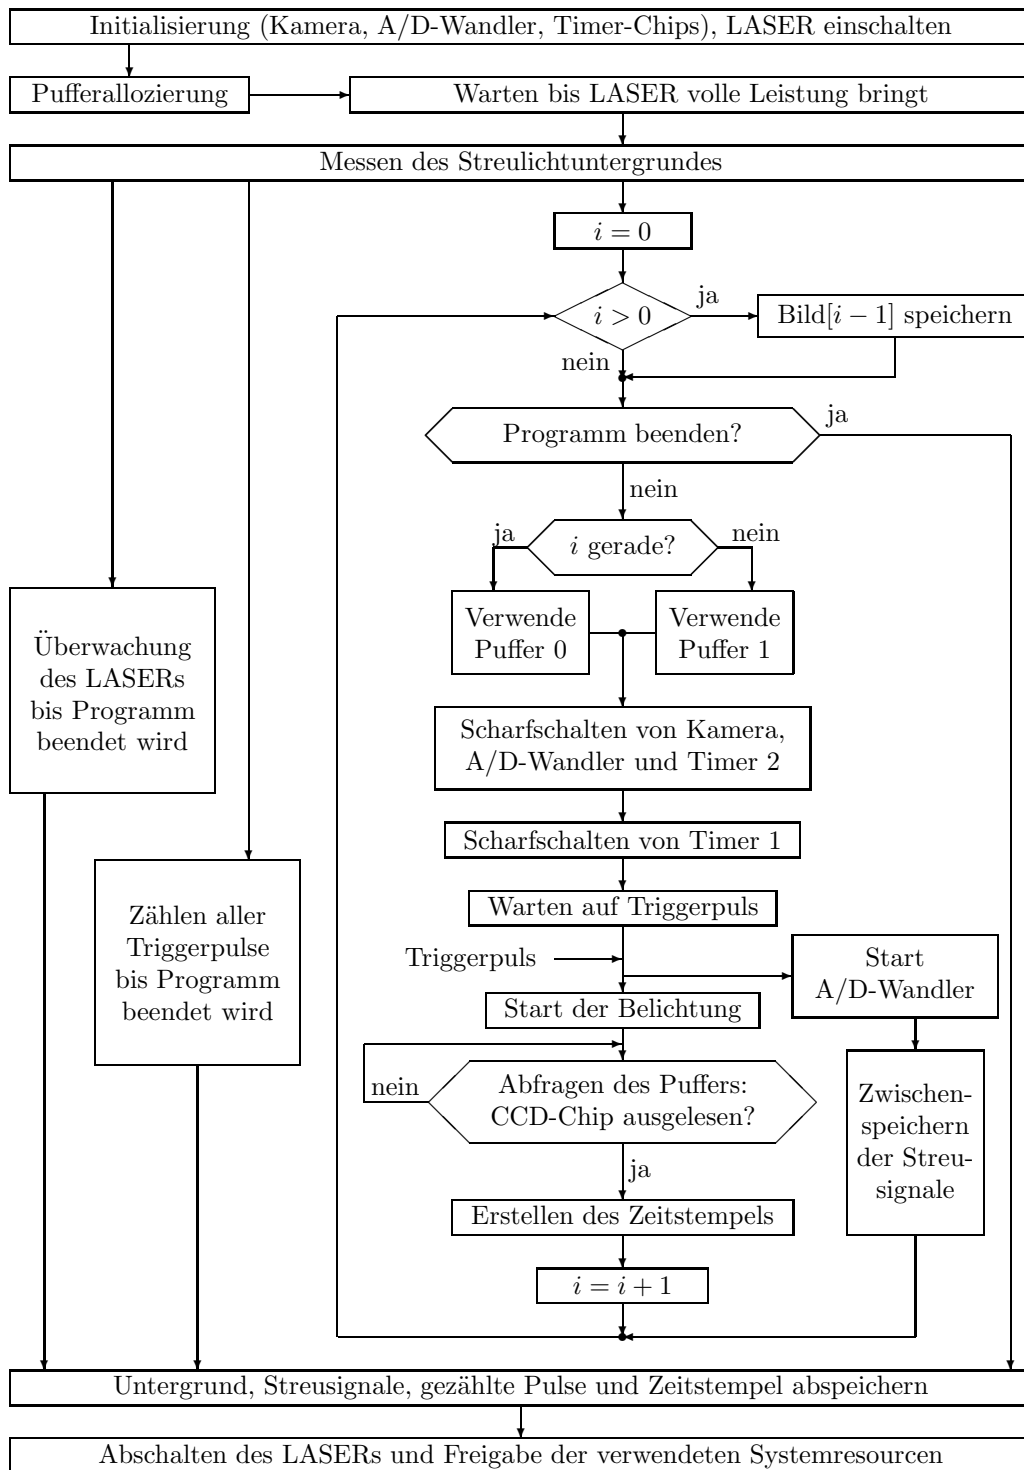 Initialisierung (Kamera, A/D-Wandler, Timer-Chips), LASER einschalten
Pufferallozierung
Warten bis LASER volle Leistung bringt
Messen des Streulichtuntergrundes
i = 0
i > 0
ja
Bild[i − 1] speichern
nein
Programm beenden?
ja
nein
i gerade?
ja
nein
Verwende
Puffer 0
Verwende
Puffer 1
Überwachung
des LASERs
bis Programm
beendet wird
Scharfschalten von Kamera,
A/D-Wandler und Timer 2
Scharfschalten von Timer 1
Zählen aller
Triggerpulse
bis Programm
beendet wird
Warten auf Triggerpuls
Triggerpuls
Start
A/D-Wandler
Start der Belichtung
nein
Abfragen des Puffers:
CCD-Chip ausgelesen?
ja
Zwischen-
speichern
der Streu-
signale
Erstellen des Zeitstempels
i = i + 1
Untergrund, Streusignale, gezählte Pulse und Zeitstempel abspeichern
Abschalten des LASERs und Freigabe der verwendeten Systemresourcen